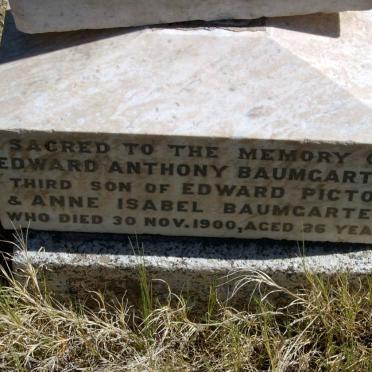 SACRED TO THE MEMORY O
EDWARD ANTHONY BAUMGART
THIRD SON OF EDWARD PICTO
& ANNE ISABEL BAUMGARTE
WHO DIED 30 NOV. 1900, AGED 26 YEA